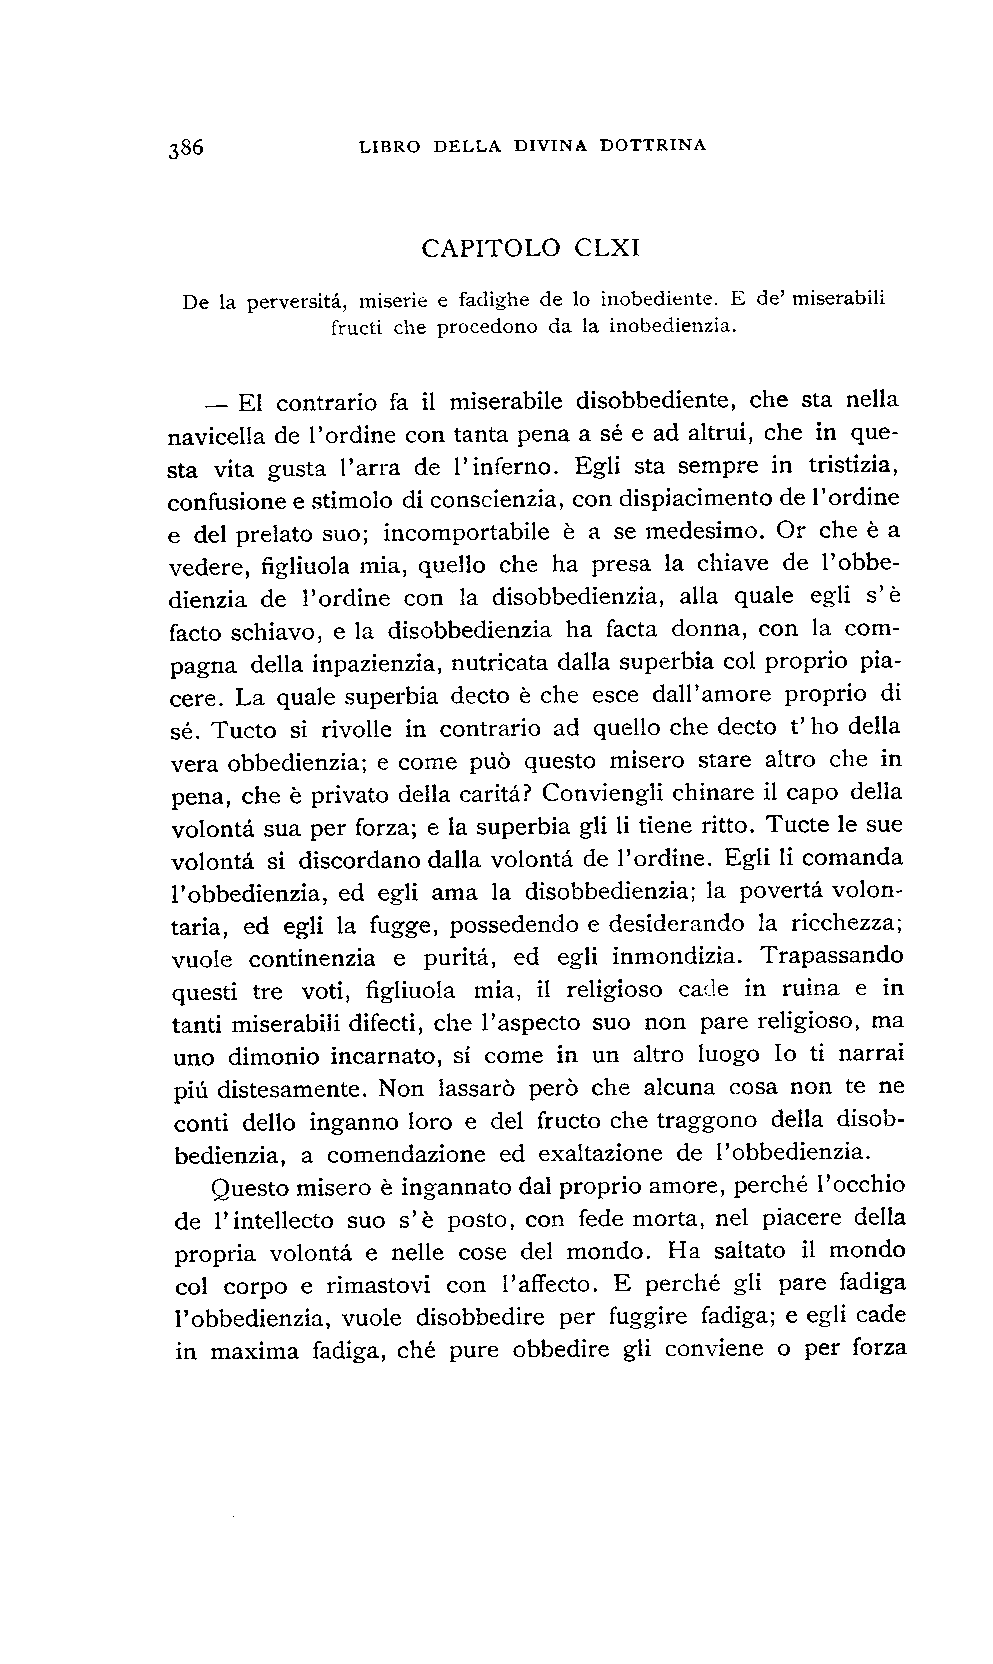 386 LIBRO DELLA DIVINA DOTTRINA
CAPITOLO CLXI
De la perversitá, miserie e fadighe de lo inobediente. E de' miserabili
fructi che procedono da la inobedienzia.
— El contrario fa il miserabile disobbediente, che sta nella
navicella de l'ordine con tanta pena a sé e ad altrui, che in que-
sta vita gusta l'arra de l'inferno. Egli sta sempre in tristizia,
confusione e stimolo di conscienzia, con dispiacimento de l'ordine
e del prelato suo; incomportabile è a se medesimo. Or che è a
vedere, figliuola mia, quello che ha presa la chiave de l'obbe-
dienzia de l'ordine con la disobbedienzia, alla quale egli s'è
facto schiavo, e la disobbedienzia ha facta donna, con la com-
pagna della inpazienzia, nutricata dalla superbia col proprio pia-
cere. La quale superbia decto è che esce dall'amore proprio di
sé. Tucto si rivolle in contrario ad quello che decto t'ho della
vera obbedienzia; e come può questo misero stare altro che in
pena, che è privato della caritá? Conviengli chinare il capo della
volontá sua per forza; e la superbia gli li tiene ritto. Tucte le sue
volontá si discordano dalla volontá de l'ordine. Egli li comanda
l'obbedienzia, ed egli ama la disobbedienzia; la povertá volon-
taria, ed egli la fugge, possedendo e desiderando la ricchezza;
vuole continenzia e puritá, ed egli inmondizia. Trapassando
questi tre voti, figliuola mia, il religioso cade in ruina e in
tanti miserabili difecti, che l'aspecto suo non pare religioso, ma
uno dimonio incarnato, sí come in un altro luogo Io ti narrai
piú distesamente. Non lassarò però che alcuna cosa non te ne
conti dello inganno loro e del fructo che traggono della disob-
bedienzia, a comendazione ed exaltazione de l'obbedienzia.
Questo misero è ingannato dal proprio amore, perché l'occhio
de l'intellecto suo s'è posto, con fede morta, nel piacere della
propria volontá e nelle cose del mondo. Ha saltato il mondo
col corpo e rimastovi con l'affecto. E perché gli pare fadiga
l'obbedienzia, vuole disobbedire per fuggire fadiga; e egli cade
in maxima fadiga, ché pure obbedire gli conviene o per forza